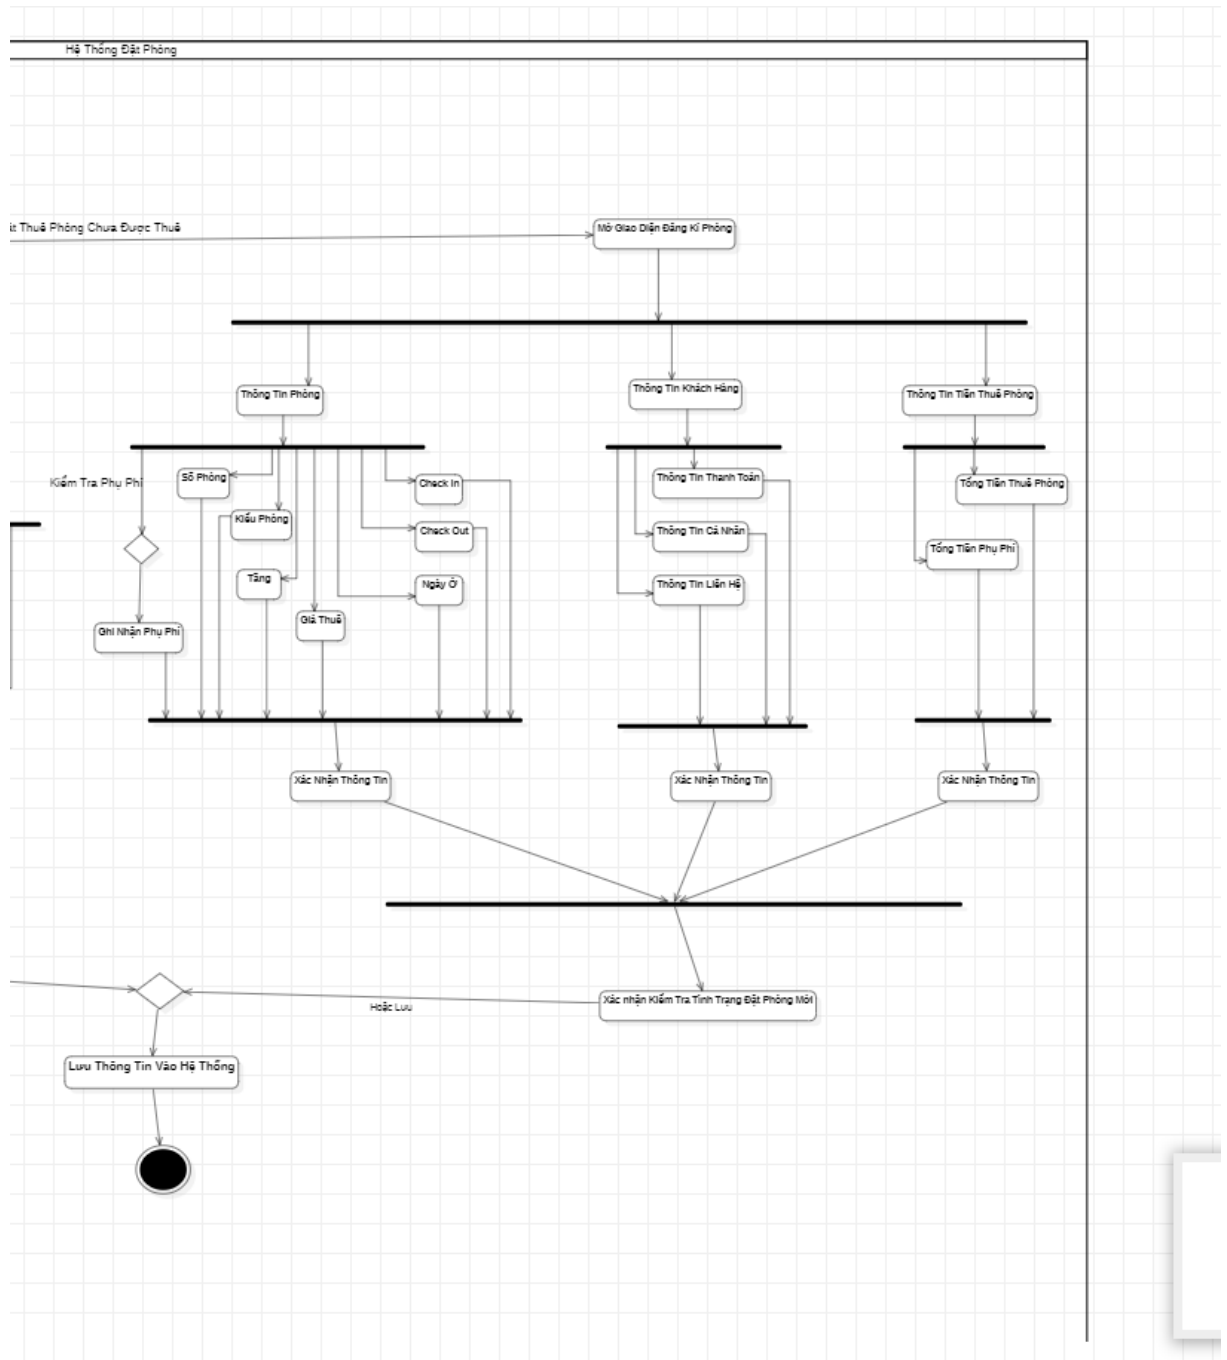 Hệ Thống Đặt Phòng
Thuê Phòng Chưa Được Thuê
Mở Giao Diện Đăng Kí Phòng
Thông Tin Phòng
Thông Tin Khách Hàng
Thông Tin Tiền Thuê Phòng
Kiểm Tra Phụ Phí
Số Phòng
Check In
Thông Tin Thanh Toán
Tổng Tiền Thuê Phòng
Kiểu Phòng
Check Out
Thông Tin Cá Nhân
Tổng Tiền Phụ Phí
Tầng
Ngày Ở
Thông Tin Liên Hệ
Giá Thuê
Ghi Nhận Phụ Phí
Xác Nhận Thông Tin
Xác Nhận Thông Tin
Xác Nhận Thông Tin
Xác nhận Kiểm Tra Tình Trạng Đặt Phòng Mới
Hoặc Lưu
Lưu Thông Tin Vào Hệ Thống